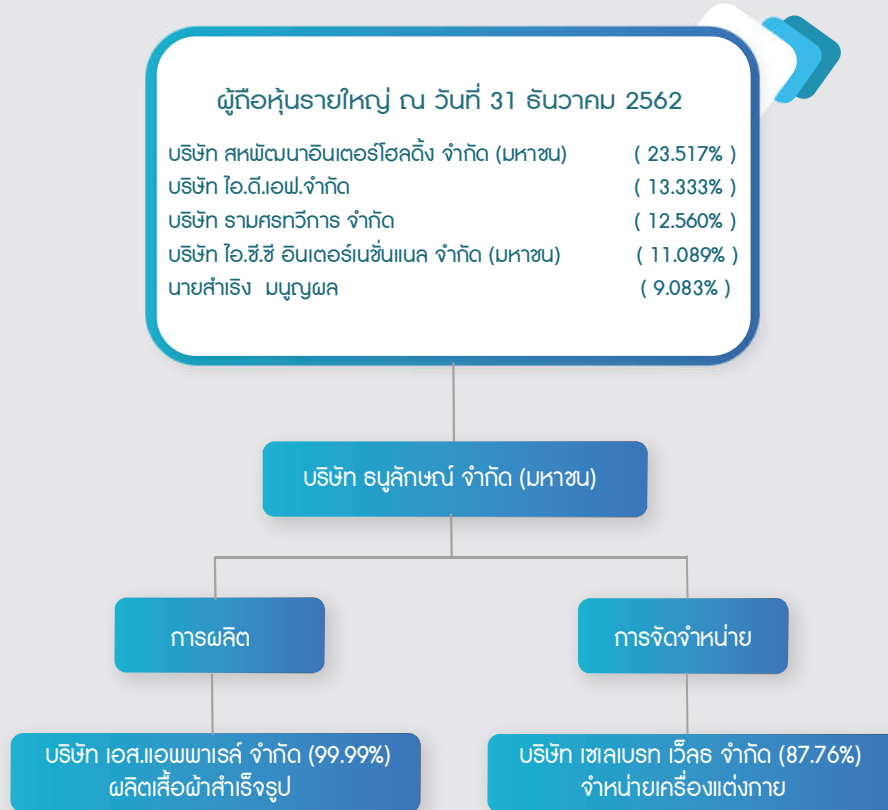 ผู้ถือหุ้นรายใหญ่ ณ วันที่ 31 ธันวาคม 2562
บริษัท สหพัฒนาอินเตอร์โฮลดิ้ง จำกัด (มหาชน) ( 23.517% )
บริษัท ไอ.ดี.เอฟ.จำกัด ( 13.333% )
บริษัท รามศรทวีการ จำกัด ( 12.560% )
บริษัท ไอ.ซี.ซี อินเตอร์เนชั่นแนล จำกัด (มหาชน) ( 11.089% )
นายสำเริง มนูญผล ( 9.083% )
บริษัท ธนูลักษณ์ จำกัด (มหาชน)
การผลิต
การจัดจำหน่าย
บริษัท เอส.แอพพาเรล์ จำกัด (99.99%)
ผลิตเสื้อผ้าสำเร็จรูป
บริษัท เซเลเบรท เว็ลธ จำกัด (87.76%)
จำหน่ายเครื่องแต่งกาย